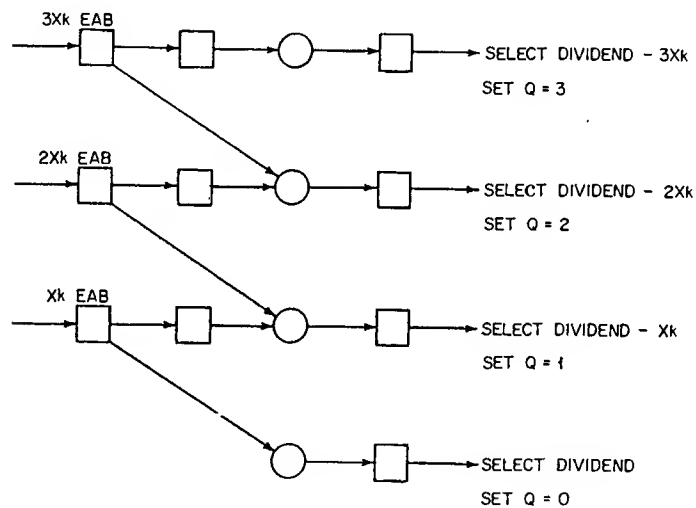 3Xk EAB
SELECT DIVIDEND - 3Xk
SET Q = 3
2Xk EAB
SELECT DIVIDEND - 2Xk
SET Q = 2
Xk EAB
SELECT DIVIDEND - Xk
SET Q = 1
SELECT DIVIDEND
SET Q = 0